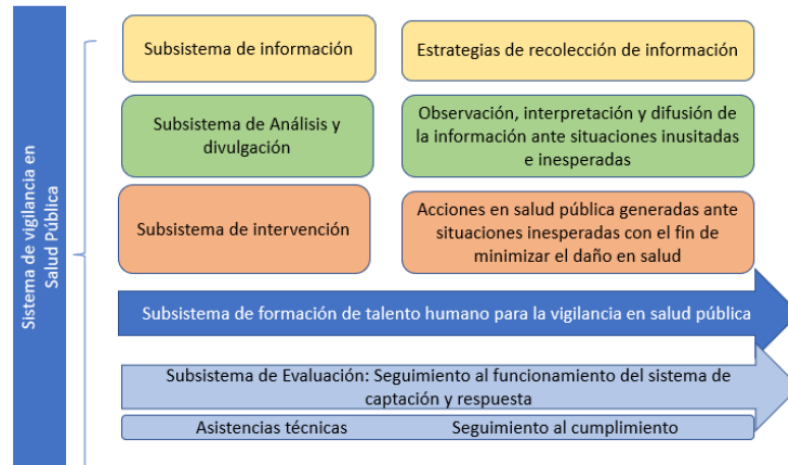 Sistema de vigilancia en
Salud Pública
Subsistema de información
Estrategias de recolección de información
Subsistema de Análisis y
divulgación
Observación, interpretación y difusión de
la información ante situaciones inusitadas
e inesperadas
Subsistema de intervención
Acciones en salud pública generadas ante
situaciones inesperadas con el fin de
minimizar el daño en salud
Subsistema de formación de talento humano para la vigilancia en salud pública
Subsistema de Evaluación: Seguimiento al funcionamiento del sistema de
captación y respuesta
Asistencias técnicas
Seguimiento al cumplimiento